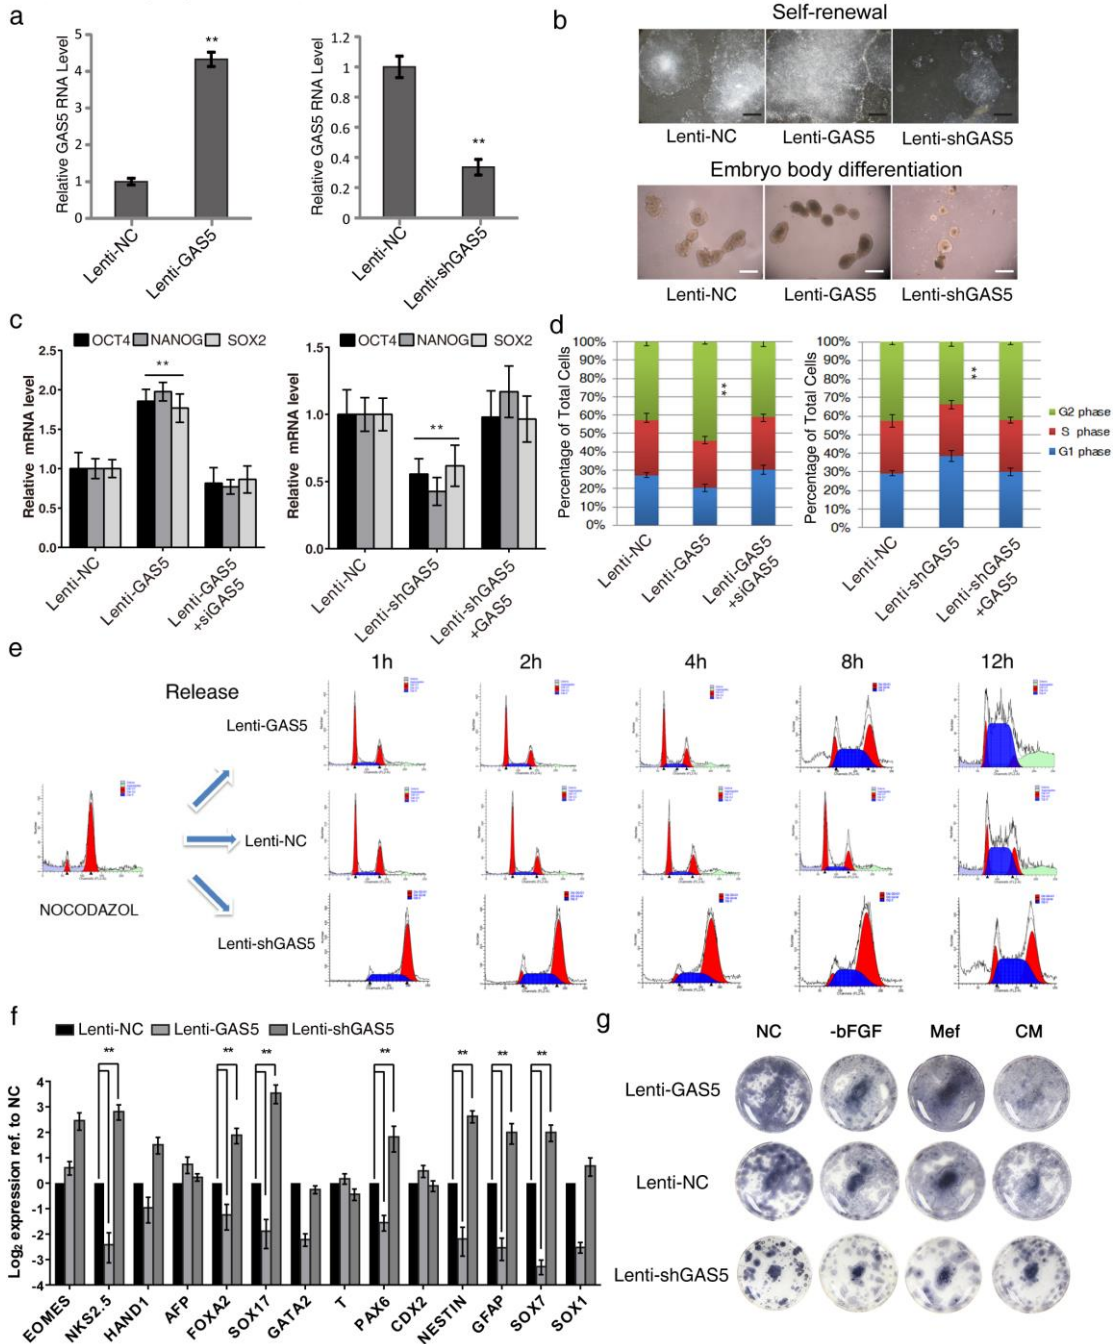 a
Relative GAS5 RNA Level
5
4
3
2
1
0
**
Lenti-NC
Lenti-GAS5
Relative GAS5 RNA Level
1.2
1
0.8
0.6
0.4
0.2
0
**
Lenti-NC
Lenti-shGAS5
b
Self-renewal
Lenti-NC Lenti-GAS5 Lenti-shGAS5
Embryo body differentiation
Lenti-NC Lenti-GAS5 Lenti-shGAS5
c
OCT4 NANOG SOX2
Relative mRNA level
2.5
2.0
1.5
1.0
0.5
0.0
**
Lenti-NC
Lenti-GAS5
Lenti-GAS5
+siGAS5
OCT4 NANOG SOX2
Relative mRNA level
1.5
1.0
0.5
0.0
**
Lenti-NC
Lenti-shGAS5
Lenti-shGAS5
+GAS5
d
Percentage of Total Cells
100%
90%
80%
70%
60%
50%
40%
30%
20%
10%
0%
**
Lenti-NC
Lenti-GAS5
Lenti-GAS5
+siGAS5
Percentage of Total Cells
100%
90%
80%
70%
60%
50%
40%
30%
20%
10%
0%
**
Lenti-NC
Lenti-shGAS5
Lenti-shGAS5
+GAS5
G2 phase
S phase
G1 phase
e
1h 2h 4h 8h 12h
Release
Lenti-GAS5
Lenti-NC
Lenti-shGAS5
NOCODAZOL
f
Lenti-NC Lenti-GAS5 Lenti-shGAS5
Log2 expression ref. to NC
4
3
2
1
0
-1
-2
-3
-4
** ** ** ** ** ** **
EOMES
NKS2.5
HAND1
AFP
FOXA2
SOX17
GATA2
T
PAX6
CDX2
NESTIN
GFAP
SOX7
SOX1
g
NC -bFGF Mef CM
Lenti-GAS5
Lenti-NC
Lenti-shGAS5